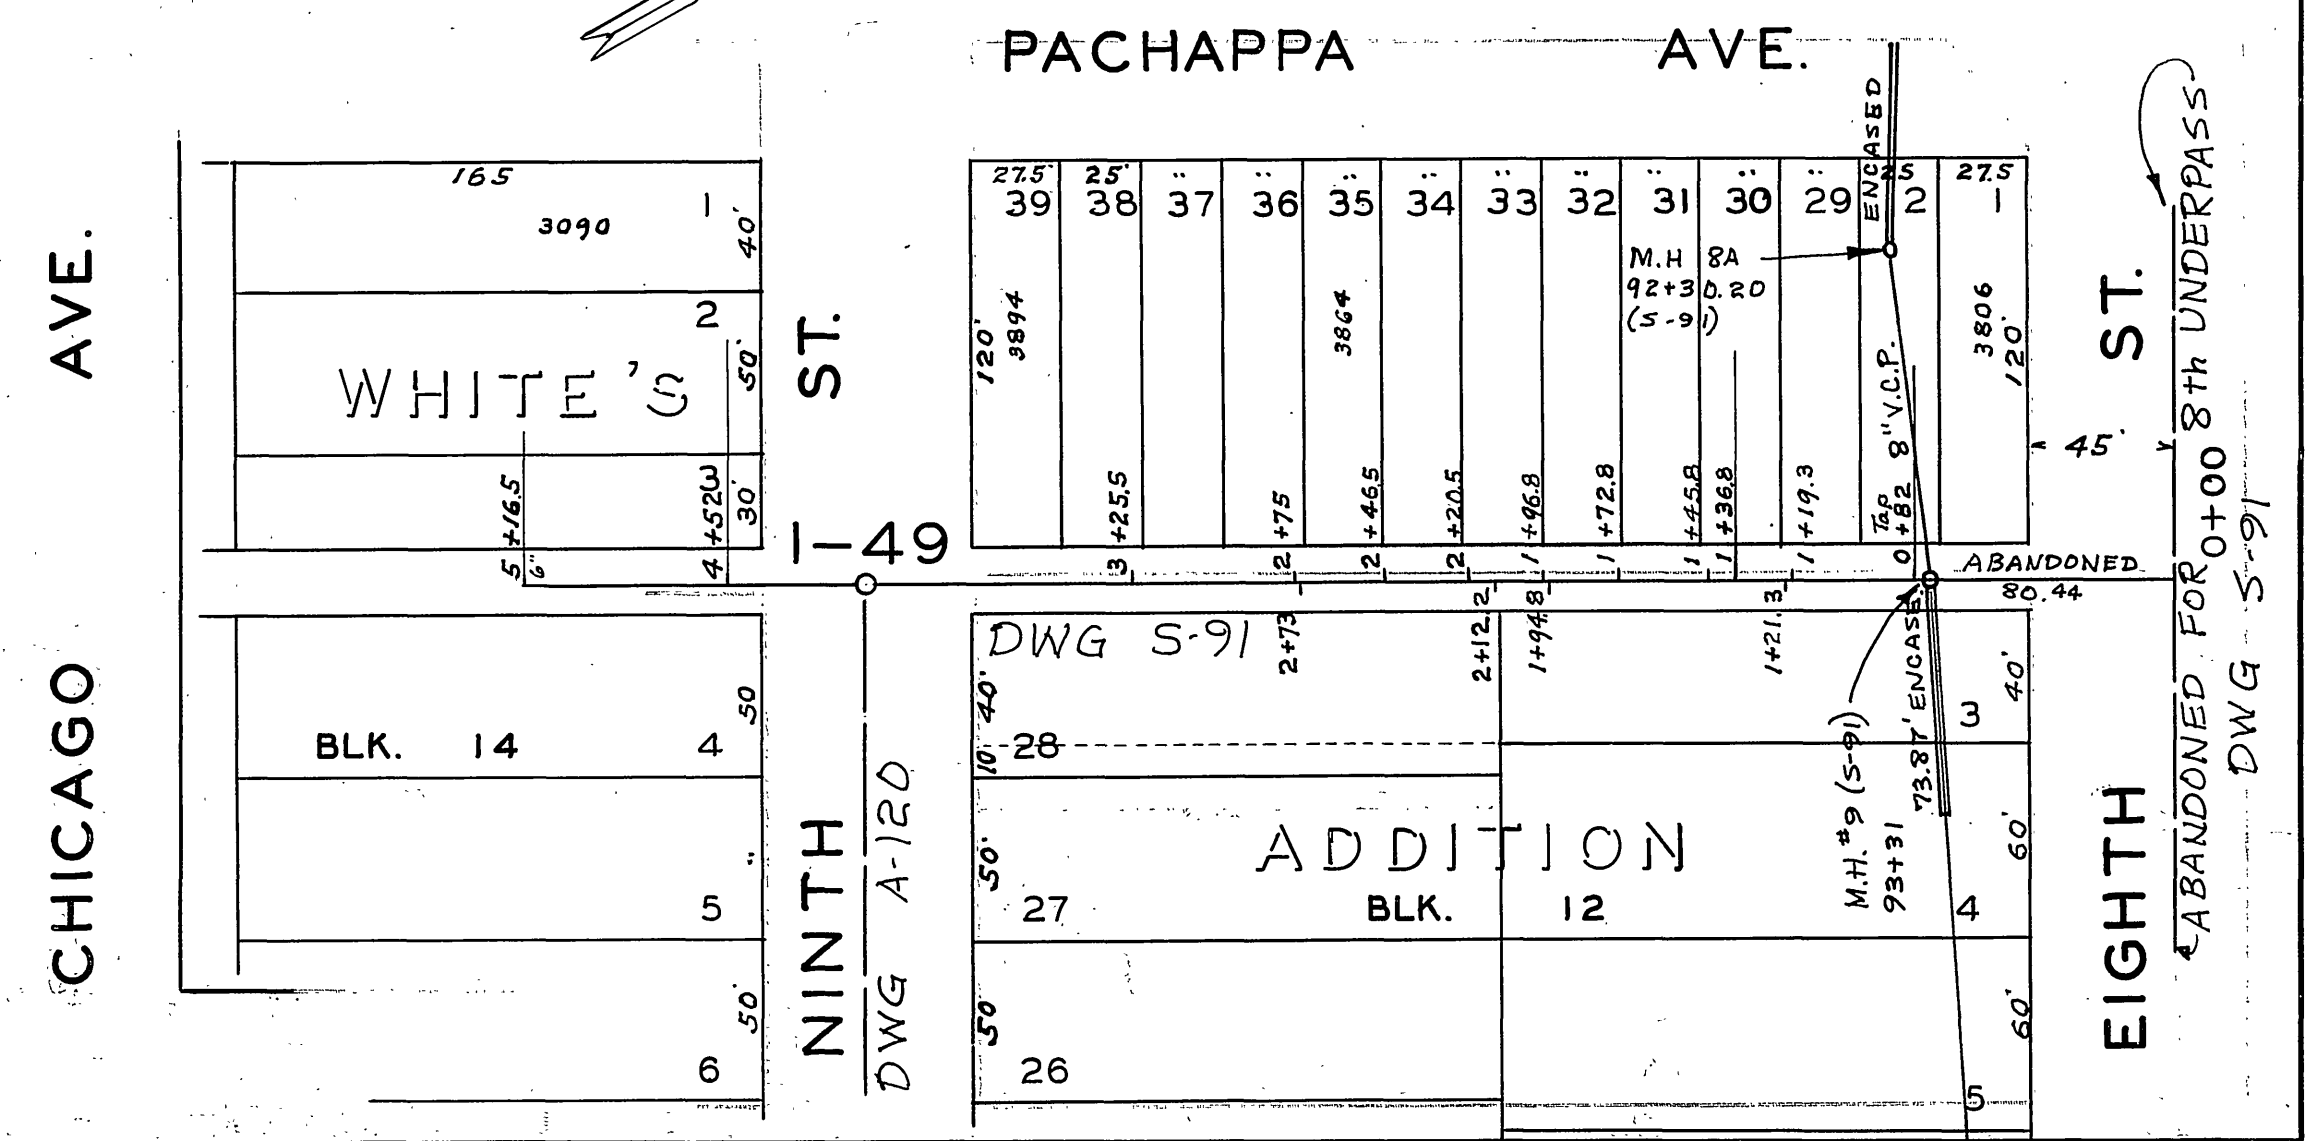 PACHAPPA AVE.
CHICAGO AVE.
165
3090
1
40'
2
50'
WHITE'S
30'
5+16.5
6"
4+52W
I-49
NINTH ST.
DWG A-120
BLK. 14
50
4
5
50'
6
27.5'
25'
25
27.5
39 38 37 36 35 34 33 32 31 30 29 2 1
ENCASED
M.H 8A
92+30.20
(S-91)
120'
3894
3864
3806
120'
8" V.C.P.
3+25.5
2+75
2+46.5
2+20.5
1+96.8
1+72.8
1+45.8
1+36.8
1+19.3
Tap
0+82
ABANDONED
80.44
45'
0+00
DWG S-91
2+73
2+12.2
1+94.8
1+21.3
73.87' ENCASE.
M.H. #9 (S-91)
93+31
40'
10'
28
50'
27
50'
26
ADDITION
BLK. 12
3
40'
60'
4
60'
5
EIGHTH ST.
ABANDONED FOR 8th UNDERPASS
DWG S-91